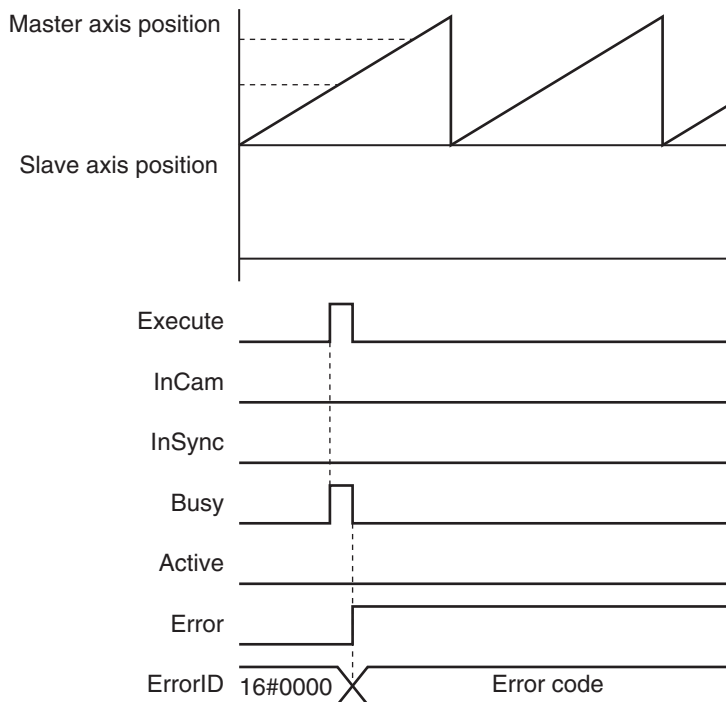 Master axis position
Slave axis position
Execute
InCam
InSync
Busy
Active
Error
ErrorID 16#0000 Error code